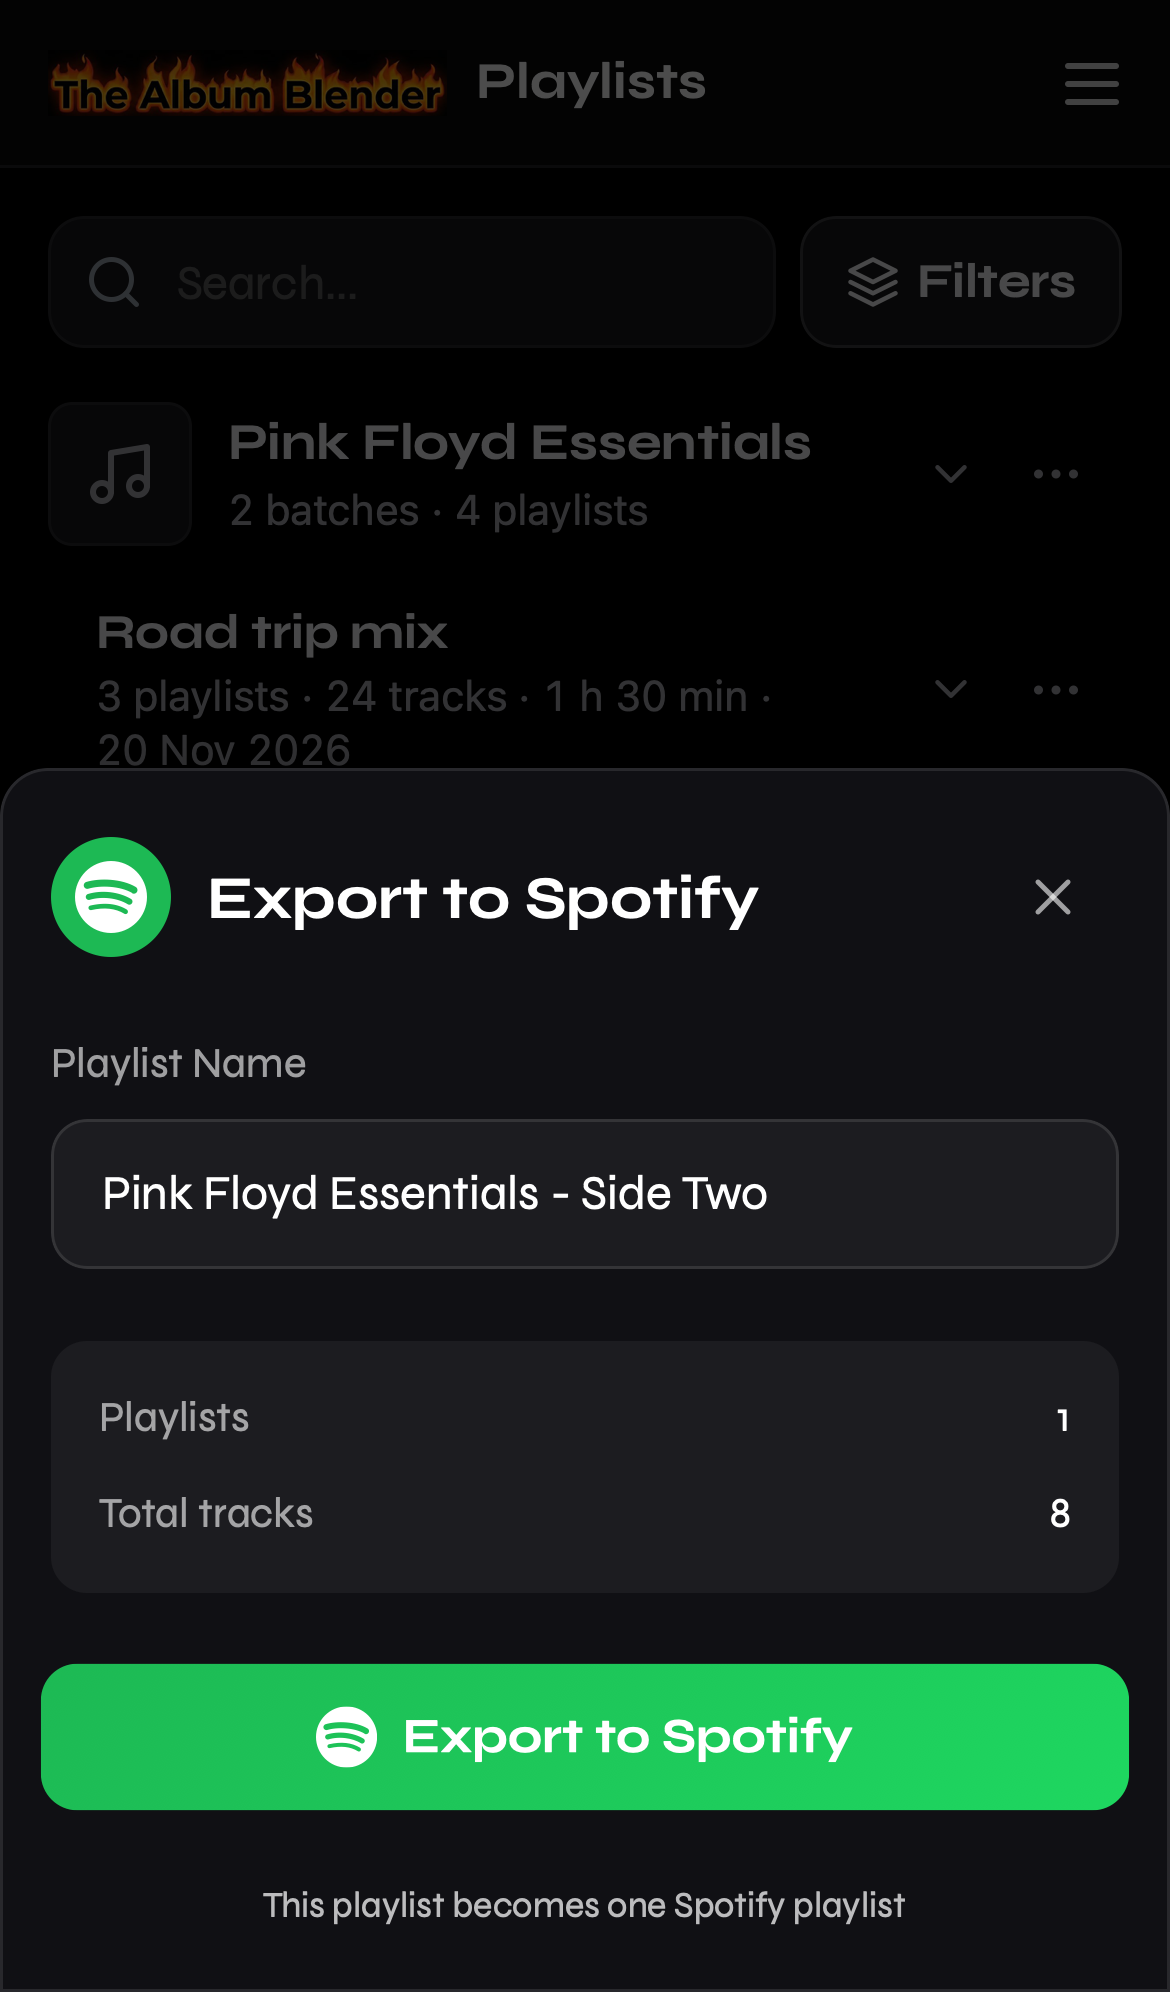 The Album Blender
Playlists
Search...
Filters
Pink Floyd Essentials
2 batches · 4 playlists
Road trip mix
3 playlists · 24 tracks · 1 h 30 min ·
20 Nov 2026
Export to Spotify
Playlist Name
Pink Floyd Essentials - Side Two
Playlists 1
Total tracks 8
Export to Spotify
This playlist becomes one Spotify playlist